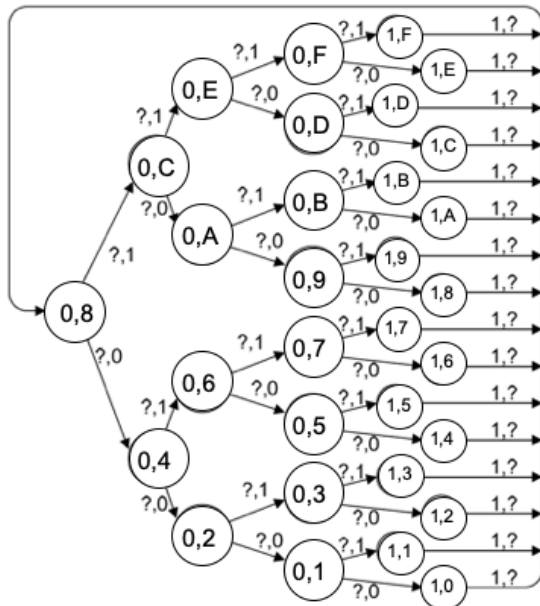 ?,1 1,F 1,?
?,1 0,F ?,0 1,E 1,?
0,E ?,0 ?,1 1,D 1,?
?,1 0,D ?,0 1,C 1,?
0,C ?,1 1,B 1,?
?,0 ?,1 0,B ?,0 1,A 1,?
0,A ?,0 ?,1 1,9 1,?
?,1 0,9 ?,0 1,8 1,?
0,8 ?,1 1,7 1,?
?,0 ?,1 0,7 ?,0 1,6 1,?
0,6 ?,0 ?,1 1,5 1,?
?,1 0,5 ?,0 1,4 1,?
0,4 ?,1 1,3 1,?
?,0 ?,1 0,3 ?,0 1,2 1,?
0,2 ?,0 ?,1 1,1 1,?
0,1 ?,0 1,0 1,?